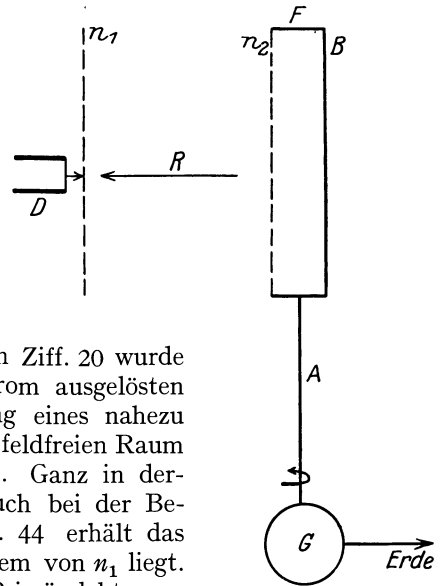 F
n₁
n₂
B
R
D
n Ziff. 20 wurde
rom ausgelösten
g eines nahezu
feldfreien Raum
. Ganz in der-
uch bei der Be-
. 44 erhält das
em von n₁ liegt.
A
G
Erde